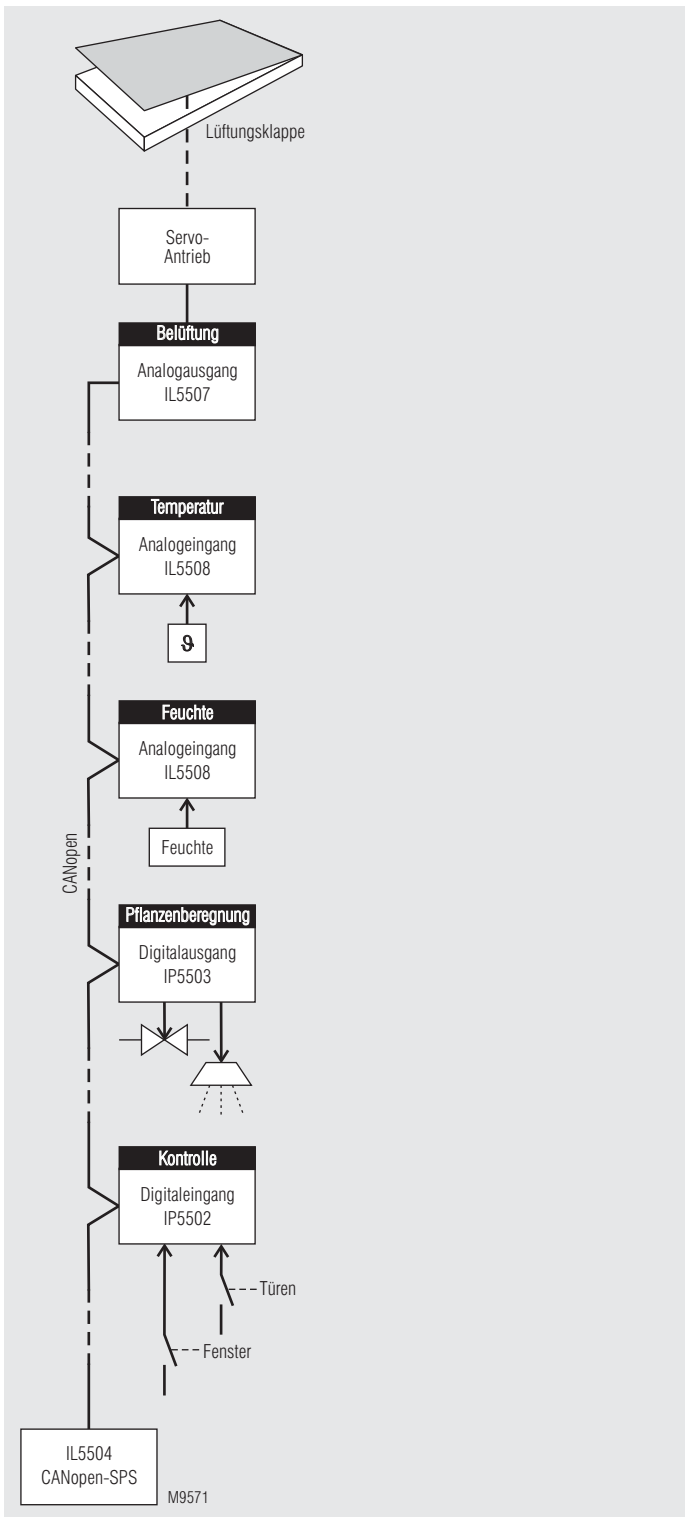 Lüftungsklappe
Servo-
Antrieb
Belüftung
Analogausgang
IL5507
Temperatur
Analogeingang
IL5508
ϑ
Feuchte
Analogeingang
IL5508
Feuchte
CANopen
Pflanzenberegnung
Digitalausgang
IP5503
Kontrolle
Digitaleingang
IP5502
Türen
Fenster
IL5504
CANopen-SPS
M9571